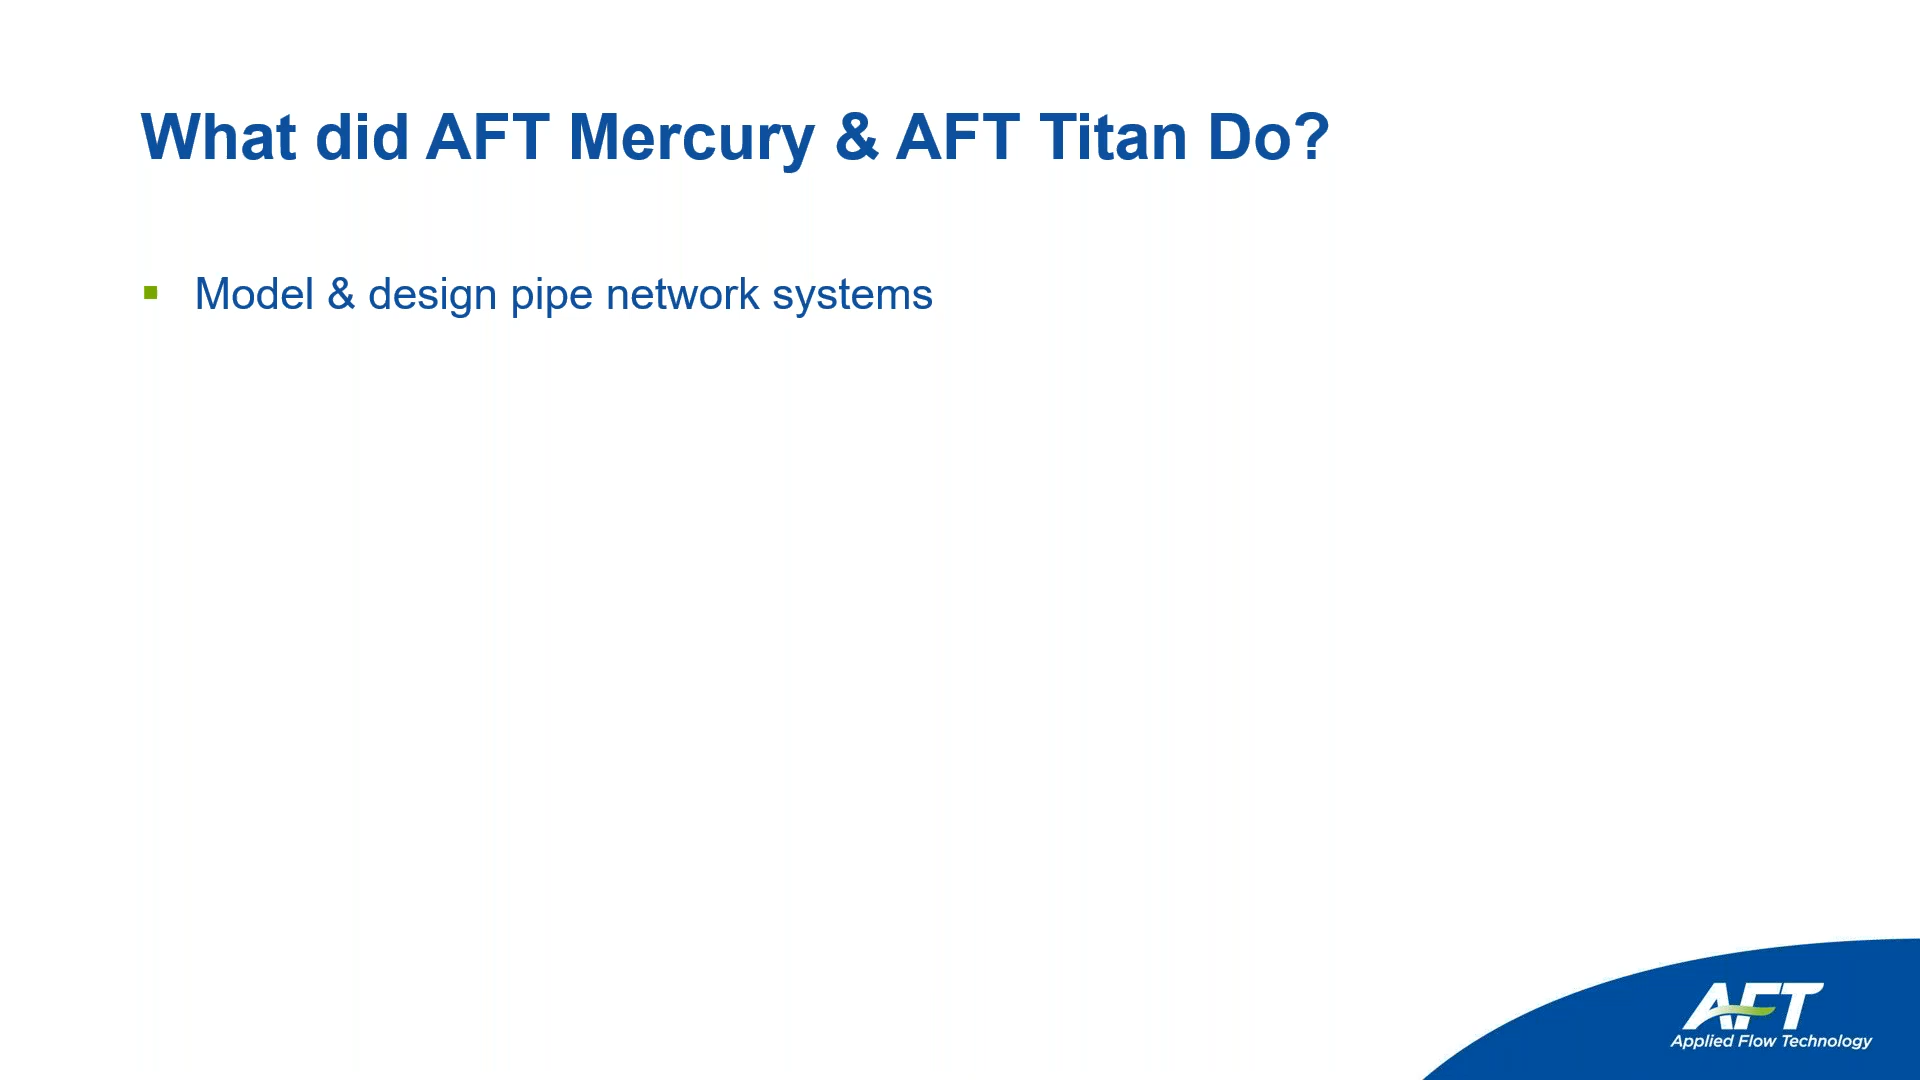 What did AFT Mercury & AFT Titan Do?
Model & design pipe network systems
AFT
Applied Flow Technology